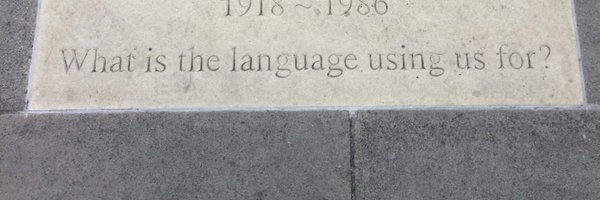 1918 ~ 1986
What is the language using us for?